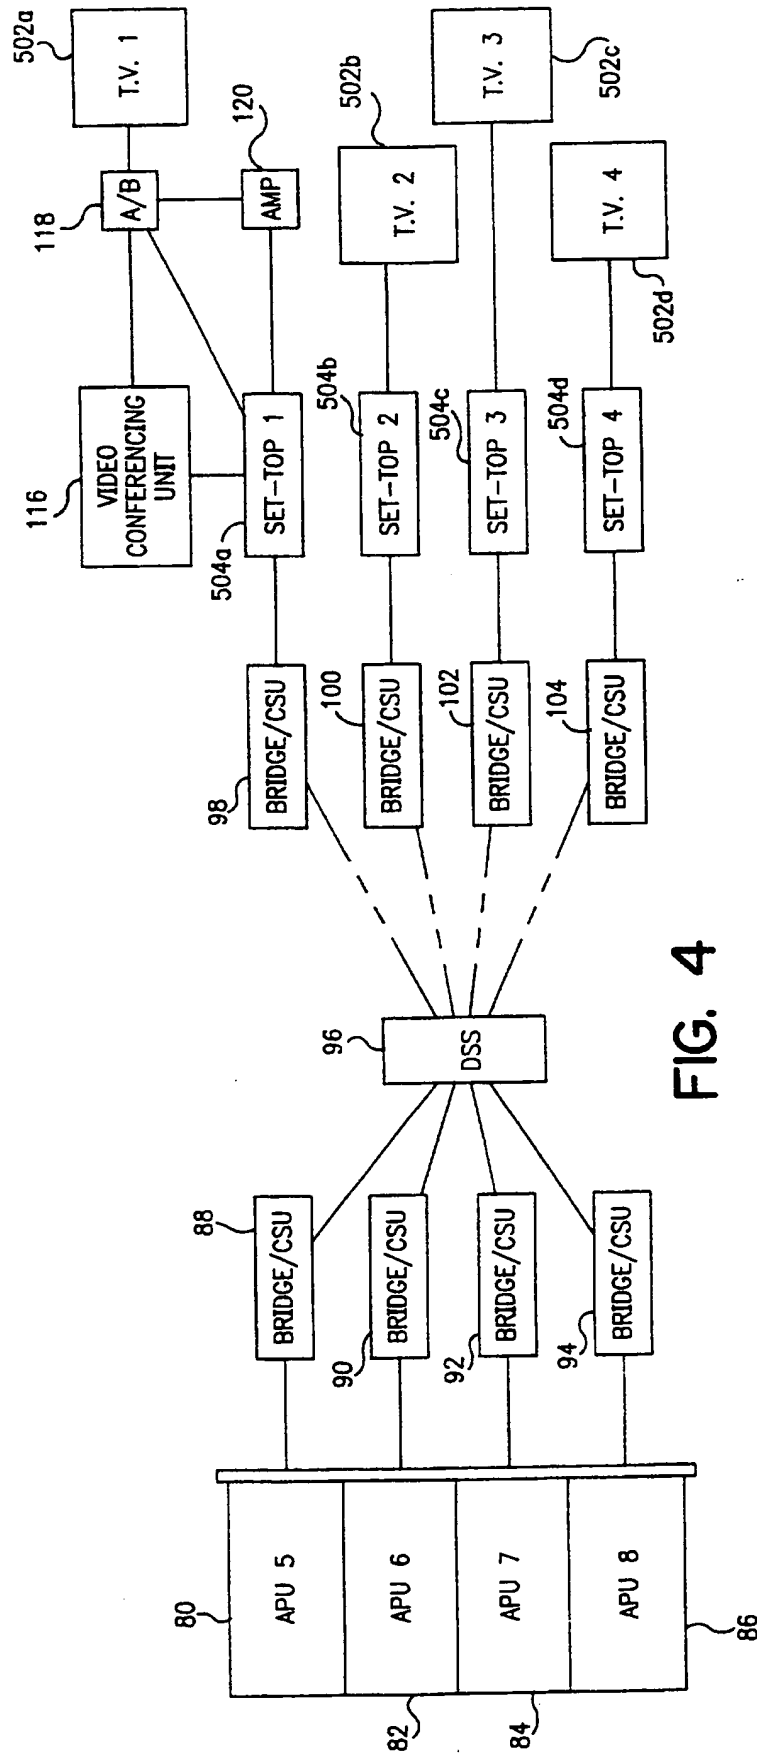 80
APU 5
82
APU 6
84
APU 7
86
APU 8
88
BRIDGE/CSU
90
BRIDGE/CSU
92
BRIDGE/CSU
94
BRIDGE/CSU
96
DSS
98
BRIDGE/CSU
100
BRIDGE/CSU
102
BRIDGE/CSU
104
BRIDGE/CSU
116
VIDEO
CONFERENCING
UNIT
504a
SET-TOP 1
504b
SET-TOP 2
504c
SET-TOP 3
504d
SET-TOP 4
118
A/B
120
AMP
502a
T.V. 1
502b
T.V. 2
502c
T.V. 3
502d
T.V. 4
FIG. 4